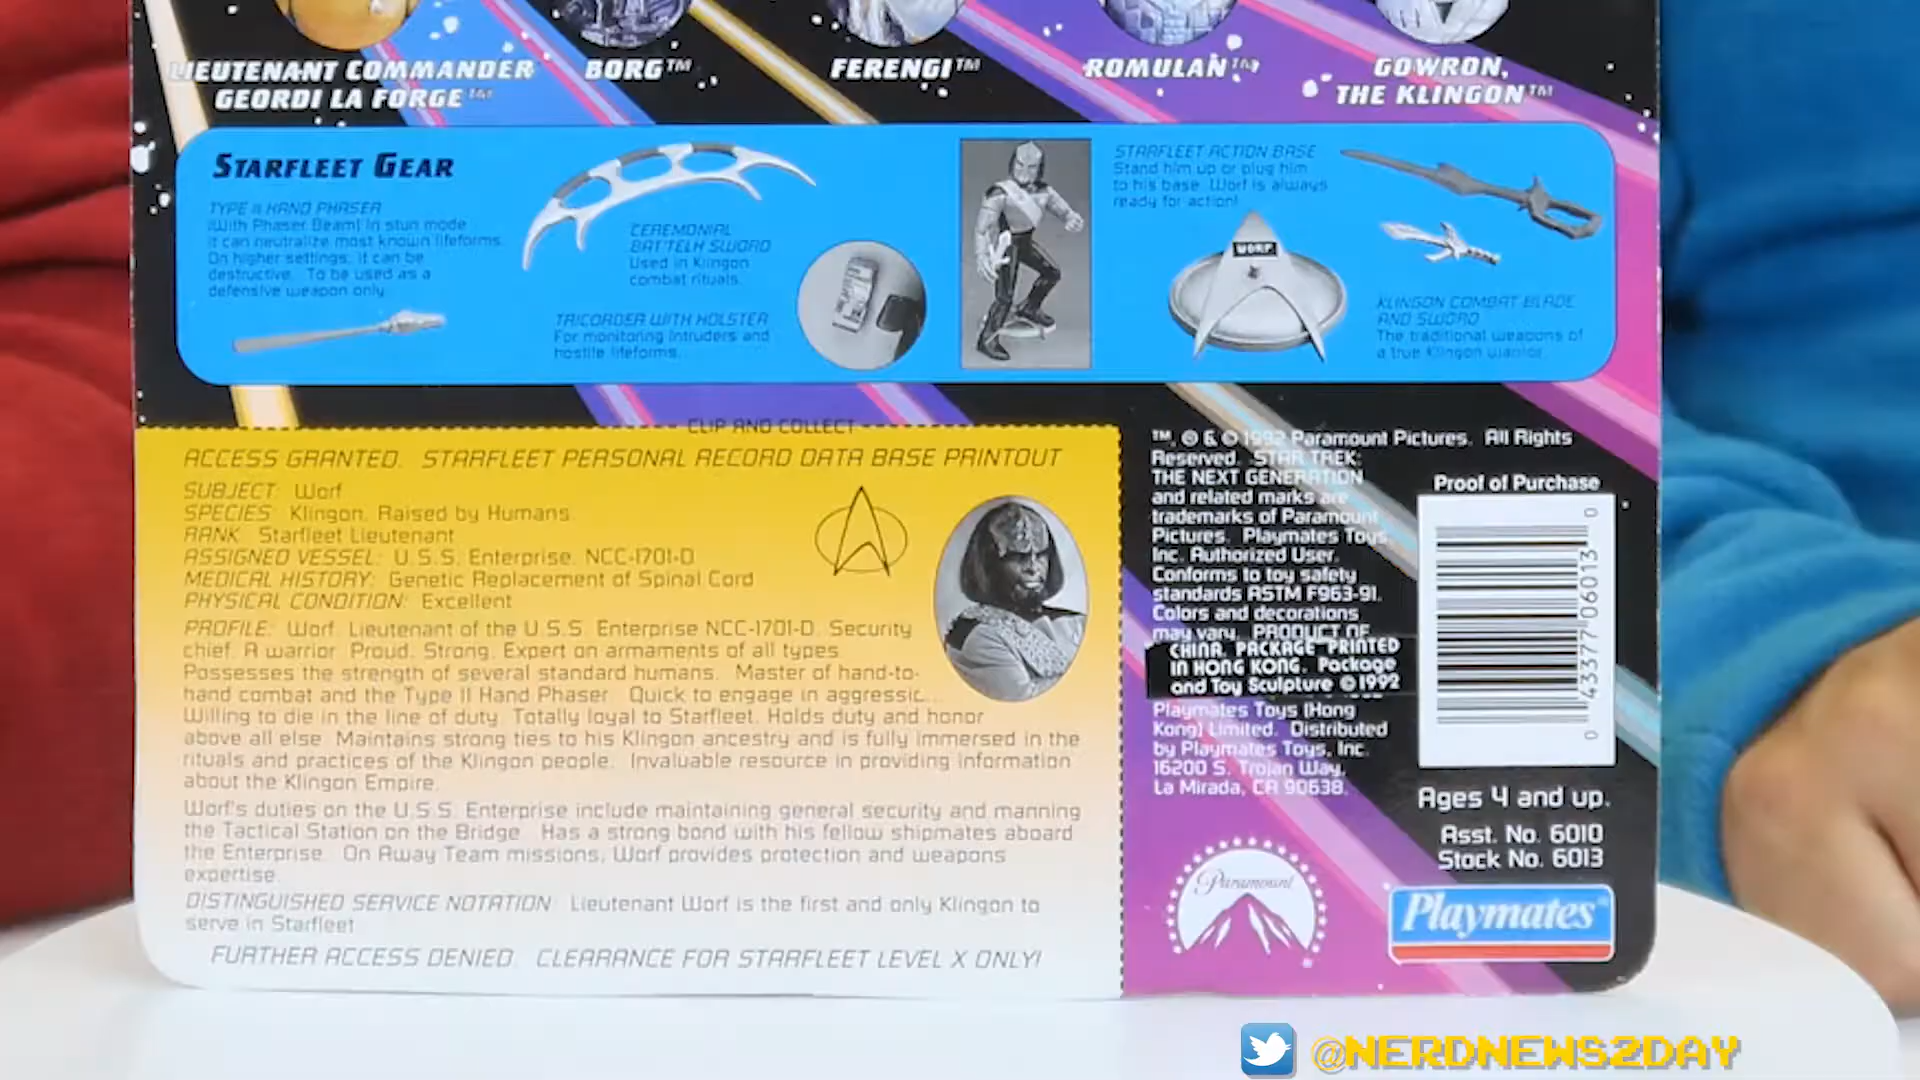 LIEUTENANT COMMANDER
GEORDI LA FORGE™
BORG™
FERENGI™
ROMULAN™
GOWRON,
THE KLINGON™
STARFLEET GEAR
TYPE II HAND PHASER
(With Phaser Beam) In stun mode
it can neutralize most known lifeforms.
On higher settings, it can be
destructive. To be used as a
defensive weapon only.
CEREMONIAL
BAT'TELH SWORD
Used in Klingon
combat rituals.
TRICORDER WITH HOLSTER
For monitoring intruders and
hostile lifeforms.
STARFLEET ACTION BASE
Stand him up or plug him
to his base. Worf is always
ready for action!
WORF
KLINGON COMBAT BLADE
AND SWORD
The traditional weapons of
a true Klingon warrior.
CLIP AND COLLECT
ACCESS GRANTED. STARFLEET PERSONAL RECORD DATA BASE PRINTOUT
SUBJECT: Worf
SPECIES: Klingon. Raised by Humans.
RANK: Starfleet Lieutenant
ASSIGNED VESSEL: U.S.S. Enterprise. NCC-1701-D
MEDICAL HISTORY: Genetic Replacement of Spinal Cord
PHYSICAL CONDITION: Excellent
PROFILE: Worf. Lieutenant of the U.S.S. Enterprise NCC-1701-D. Security
chief. A warrior. Proud. Strong. Expert on armaments of all types.
Possesses the strength of several standard humans. Master of hand-to-
hand combat and the Type II Hand Phaser. Quick to engage in aggressic...
Willing to die in the line of duty. Totally loyal to Starfleet. Holds duty and honor
above all else. Maintains strong ties to his Klingon ancestry and is fully immersed in the
rituals and practices of the Klingon people. Invaluable resource in providing information
about the Klingon Empire.
Worf's duties on the U.S.S. Enterprise include maintaining general security and manning
the Tactical Station on the Bridge. Has a strong bond with his fellow shipmates aboard
the Enterprise. On Away Team missions, Worf provides protection and weapons
expertise.
DISTINGUISHED SERVICE NOTATION: Lieutenant Worf is the first and only Klingon to
serve in Starfleet.
FURTHER ACCESS DENIED. CLEARANCE FOR STARFLEET LEVEL X ONLY!
™, ® & © 1992 Paramount Pictures. All Rights
Reserved. STAR TREK:
THE NEXT GENERATION
and related marks are
trademarks of Paramount
Pictures. Playmates Toys
Inc. Authorized User.
Conforms to toy safety
standards ASTM F963-91.
Colors and decorations
may vary. PRODUCT OF
CHINA. PACKAGE PRINTED
IN HONG KONG. Package
and Toy Sculpture ©1992
Playmates Toys (Hong
Kong) Limited. Distributed
by Playmates Toys, Inc.
16200 S. Trojan Way,
La Mirada, CA 90638.
Proof of Purchase
0 43377 06013 0
Ages 4 and up.
Asst. No. 6010
Stock No. 6013
Paramount
Playmates®
@NERDNEWS2DAY